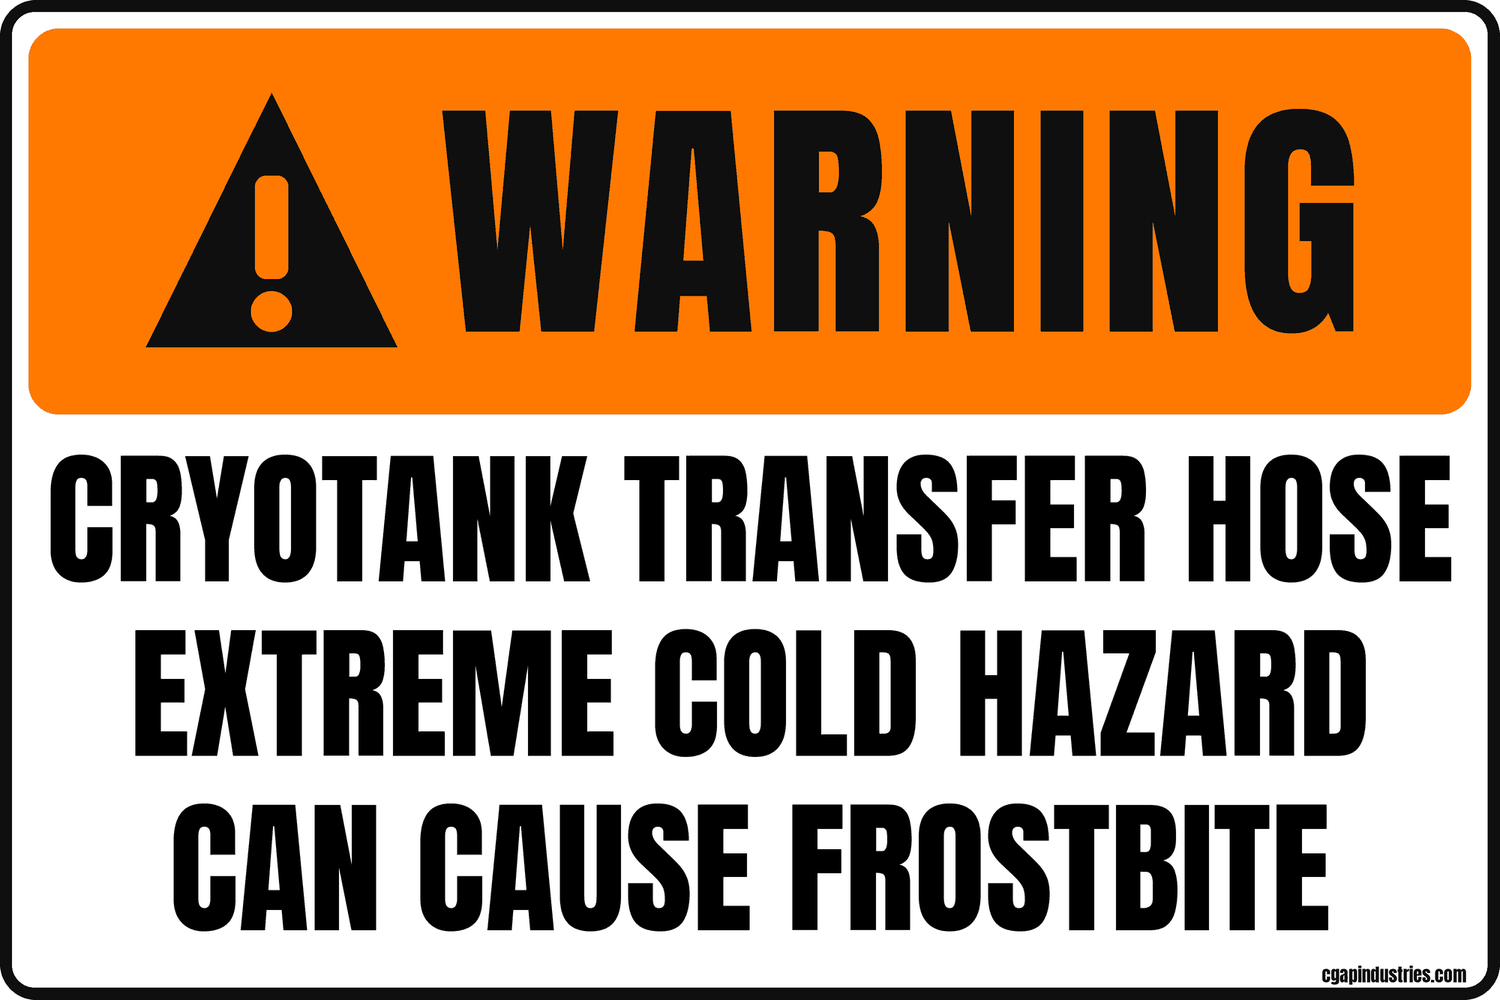 WARNING
CRYOTANK TRANSFER HOSE
EXTREME COLD HAZARD
CAN CAUSE FROSTBITE
cgapindustries.com